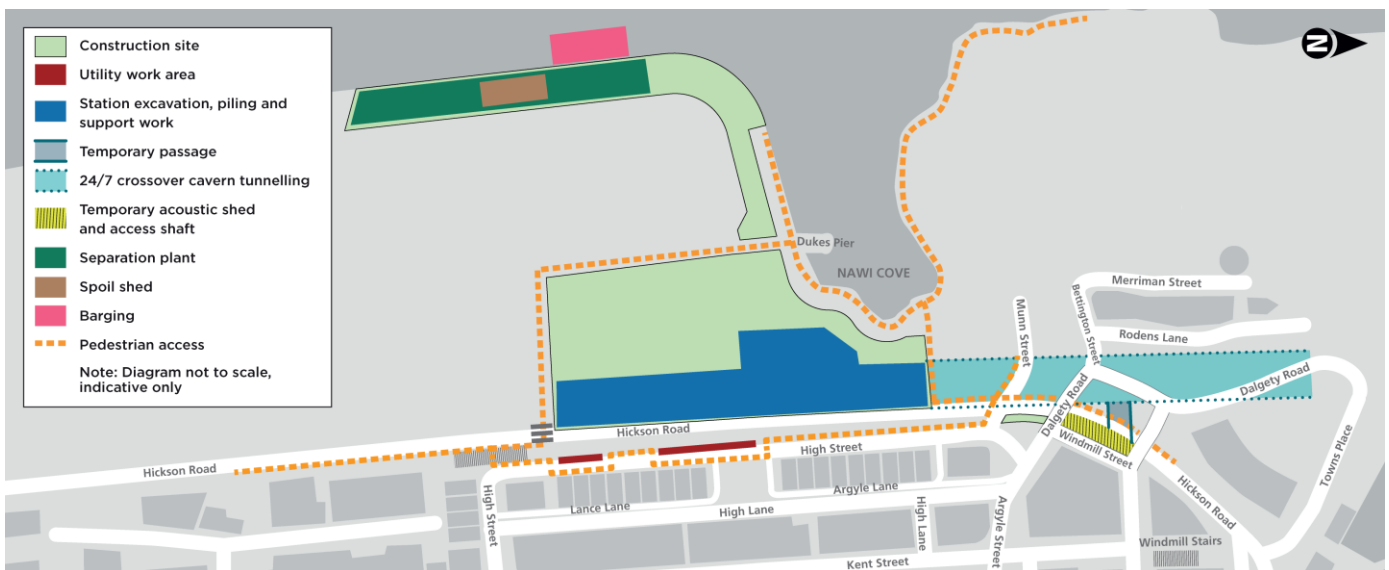 Construction site
Utility work area
Station excavation, piling and
support work
Temporary passage
24/7 crossover cavern tunnelling
Temporary acoustic shed
and access shaft
Separation plant
Spoil shed
Barging
Pedestrian access
Note: Diagram not to scale,
indicative only
N
Dukes Pier
NAWI COVE
Merriman Street
Bettington Street
Munn Street
Rodens Lane
Dalgety Road
Dalgety Road
Towns Place
Hickson Road
Windmill Street
High Street
Hickson Road
Hickson Road
Argyle Lane
Lance Lane
High Lane
High Street
High Lane
Argyle Street
Windmill Stairs
Kent Street